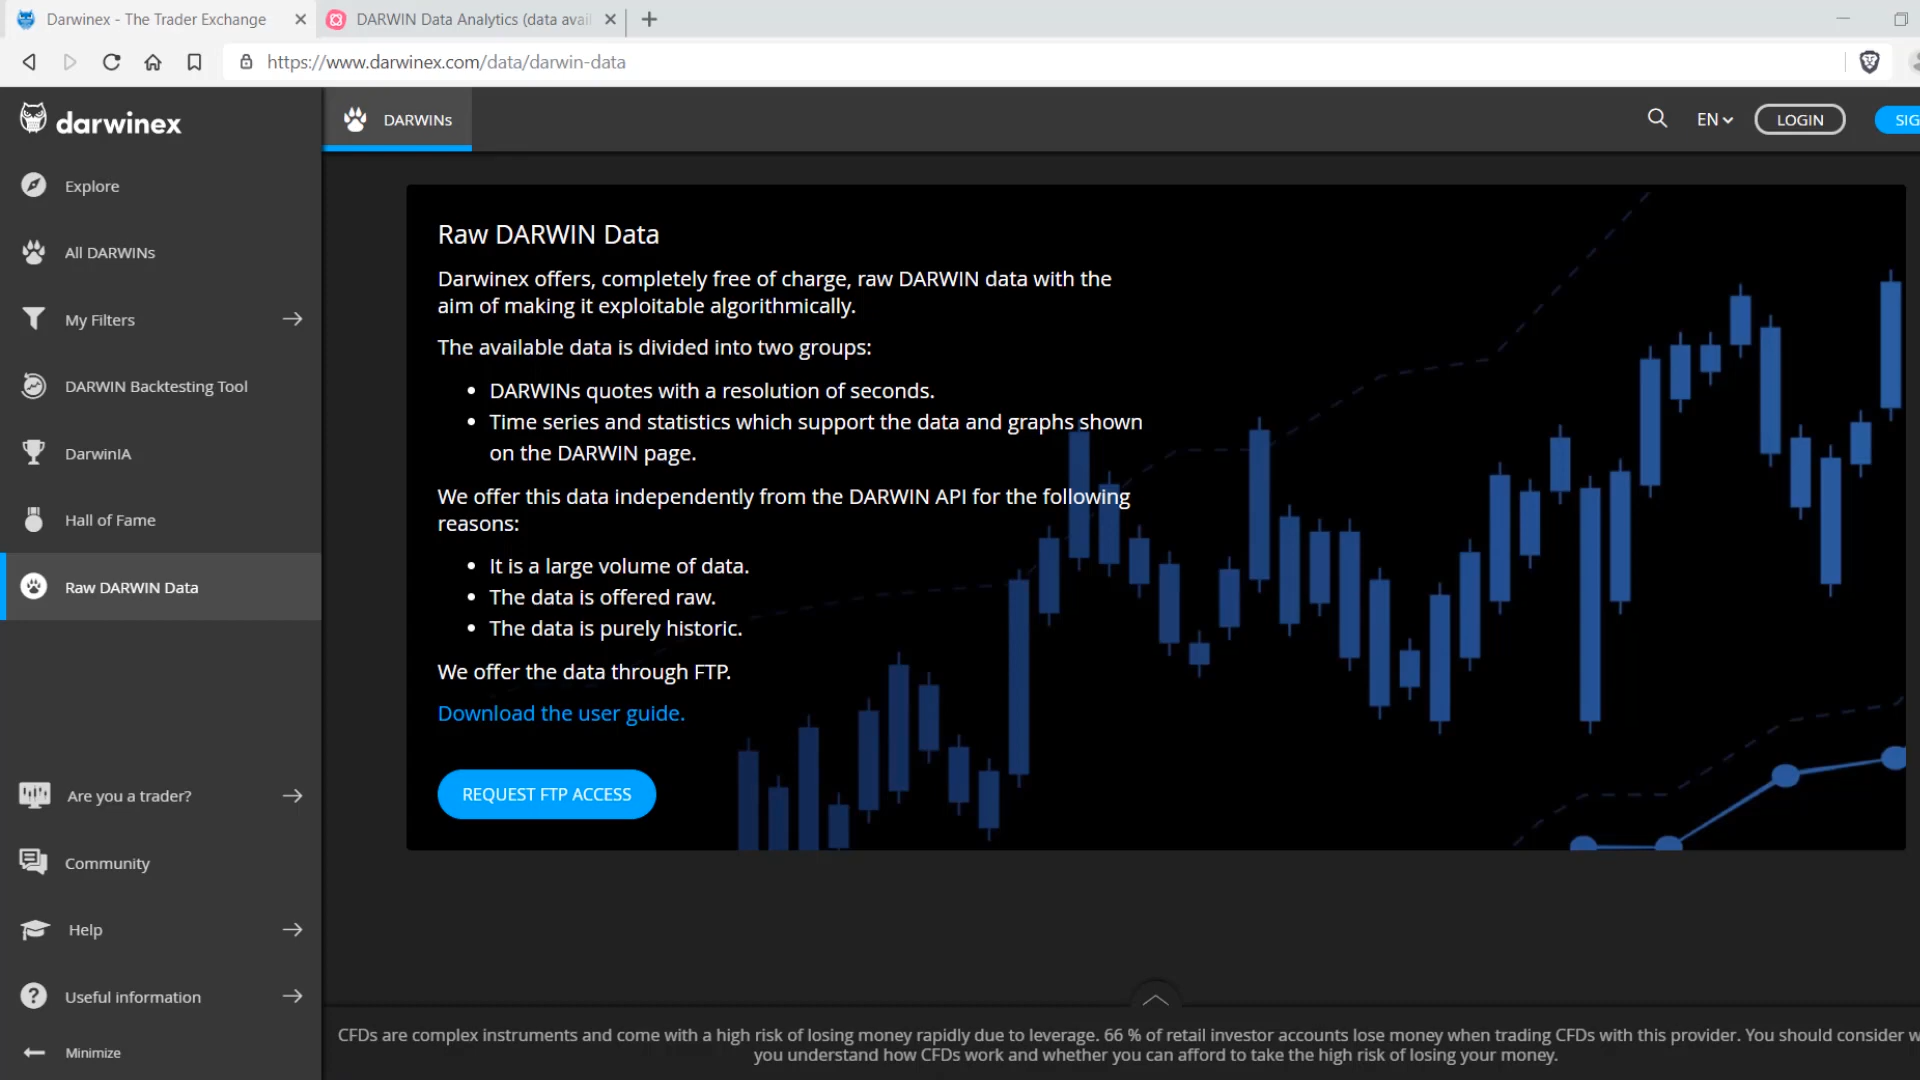 Darwinex - The Trader Exchange
DARWIN Data Analytics (data avai
https://www.darwinex.com/data/darwin-data
darwinex
DARWINs
EN
LOGIN
SIG
Explore
All DARWINs
My Filters
DARWIN Backtesting Tool
DarwinIA
Hall of Fame
Raw DARWIN Data
Are you a trader?
Community
Help
Useful information
Minimize
Raw DARWIN Data
Darwinex offers, completely free of charge, raw DARWIN data with the
aim of making it exploitable algorithmically.
The available data is divided into two groups:
• DARWINs quotes with a resolution of seconds.
• Time series and statistics which support the data and graphs shown
on the DARWIN page.
We offer this data independently from the DARWIN API for the following
reasons:
• It is a large volume of data.
• The data is offered raw.
• The data is purely historic.
We offer the data through FTP.
Download the user guide.
REQUEST FTP ACCESS
CFDs are complex instruments and come with a high risk of losing money rapidly due to leverage. 66 % of retail investor accounts lose money when trading CFDs with this provider. You should consider w
you understand how CFDs work and whether you can afford to take the high risk of losing your money.